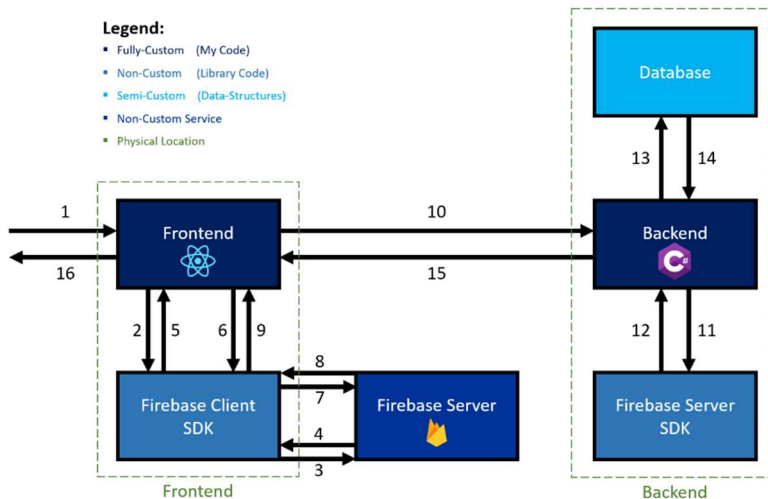 Legend:
▪ Fully-Custom (My Code)
▪ Non-Custom (Library Code)
▪ Semi-Custom (Data-Structures)
▪ Non-Custom Service
▪ Physical Location
Database
13
14
1
Frontend
10
Backend
C#
16
15
2
5
6
9
12
11
8
Firebase Client
SDK
7
Firebase Server
4
3
Firebase Server
SDK
Frontend
Backend